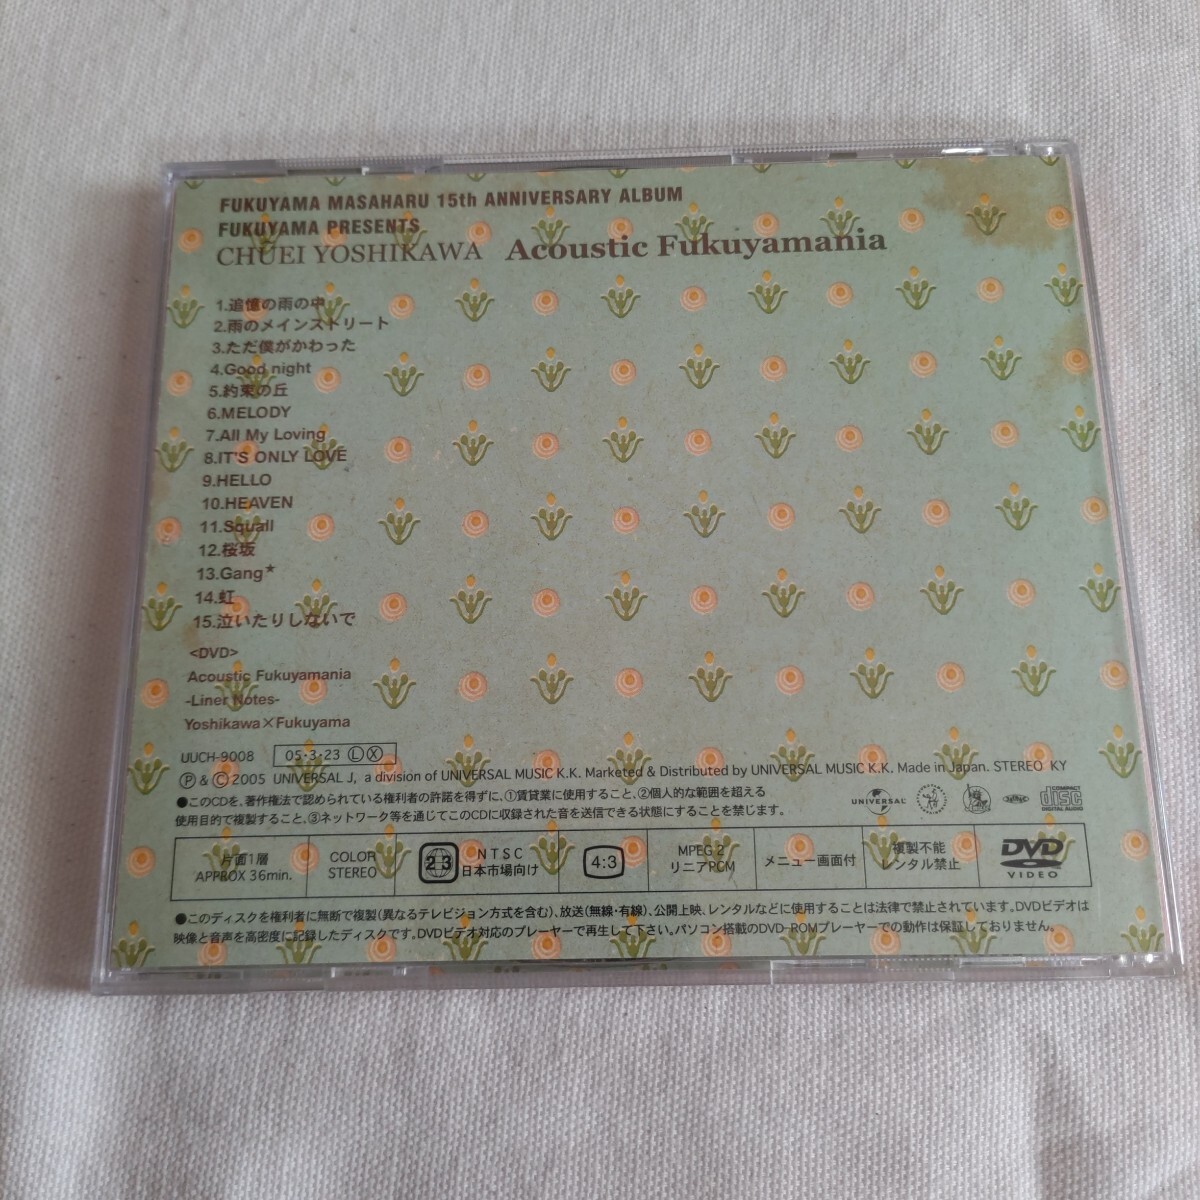 FUKUYAMA MASAHARU 15th ANNIVERSARY ALBUM
FUKUYAMA PRESENTS
CHUEI YOSHIKAWA Acoustic Fukuyamania
1.追憶の雨の中
2.雨のメインストリート
3.ただ僕がかわった
4.Good night
5.約束の丘
6.MELODY
7.All My Loving
8.IT'S ONLY LOVE
9.HELLO
10.HEAVEN
11.Squall
12.桜坂
13.Gang★
14.虹
15.泣いたりしないで
<DVD>
Acoustic Fukuyamania
-Liner Notes-
Yoshikawa×Fukuyama
UUCH-9008 05·3·23 Ⓛ Ⓧ
Ⓟ & Ⓒ 2005 UNIVERSAL J, a division of UNIVERSAL MUSIC K.K. Marketed & Distributed by UNIVERSAL MUSIC K.K. Made in Japan. STEREO KY
●このCDを、著作権法で認められている権利者の許諾を得ずに、①賃貸業に使用すること、②個人的な範囲を超える
使用目的で複製すること、③ネットワーク等を通じてこのCDに収録された音を送信できる状態にすることを禁じます。
UNIVERSAL
COMPACT disc DIGITAL AUDIO
片面1層 APPROX 36min.
COLOR STEREO
23 NTSC 日本市場向け
4:3
MPEG 2 リニアPCM
メニュー画面付
複製不能 レンタル禁止
DVD VIDEO
●このディスクを権利者に無断で複製(異なるテレビジョン方式を含む)、放送(無線・有線)、公開上映、レンタルなどに使用することは法律で禁止されています。DVDビデオは
映像と音声を高密度に記録したディスクです。DVDビデオ対応のプレーヤーで再生して下さい。パソコン搭載のDVD-ROMプレーヤーでの動作は保証しておりません。